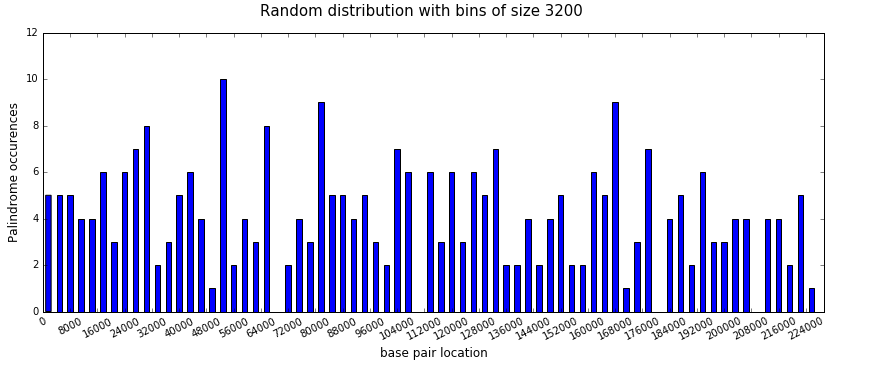 Random distribution with bins of size 3200
12
10
8
6
4
2
0
Palindrome occurences
0 8000 16000 24000 32000 40000 48000 56000 64000 72000 80000 88000 96000 104000 112000 120000 128000 136000 144000 152000 160000 168000 176000 184000 192000 200000 208000 216000 224000
base pair location